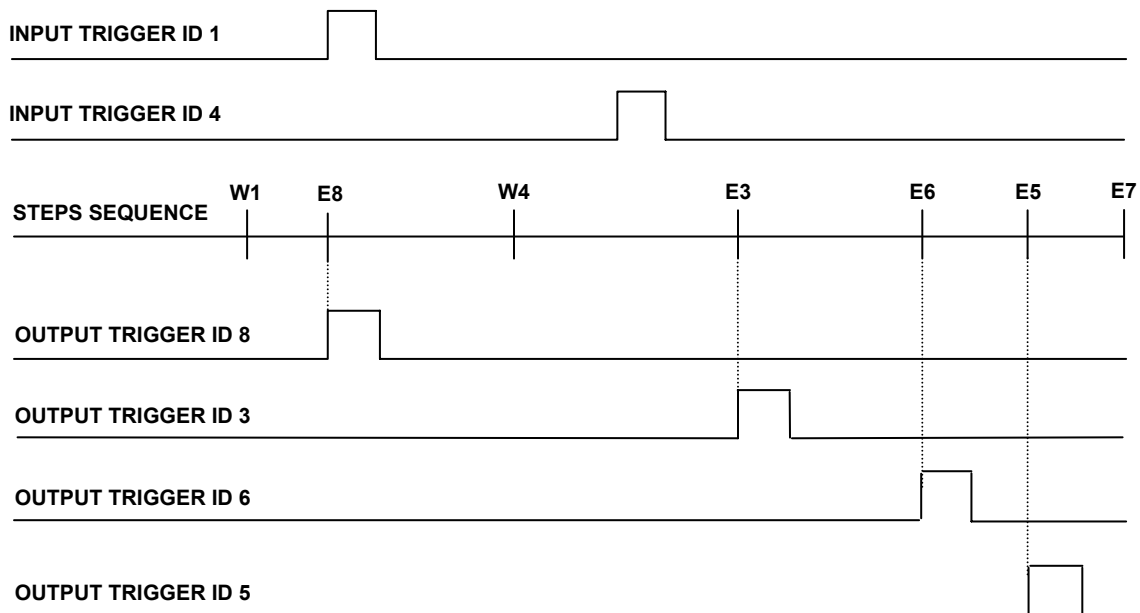 INPUT TRIGGER ID 1
INPUT TRIGGER ID 4
W1 E8 W4 E3 E6 E5 E7
STEPS SEQUENCE
OUTPUT TRIGGER ID 8
OUTPUT TRIGGER ID 3
OUTPUT TRIGGER ID 6
OUTPUT TRIGGER ID 5